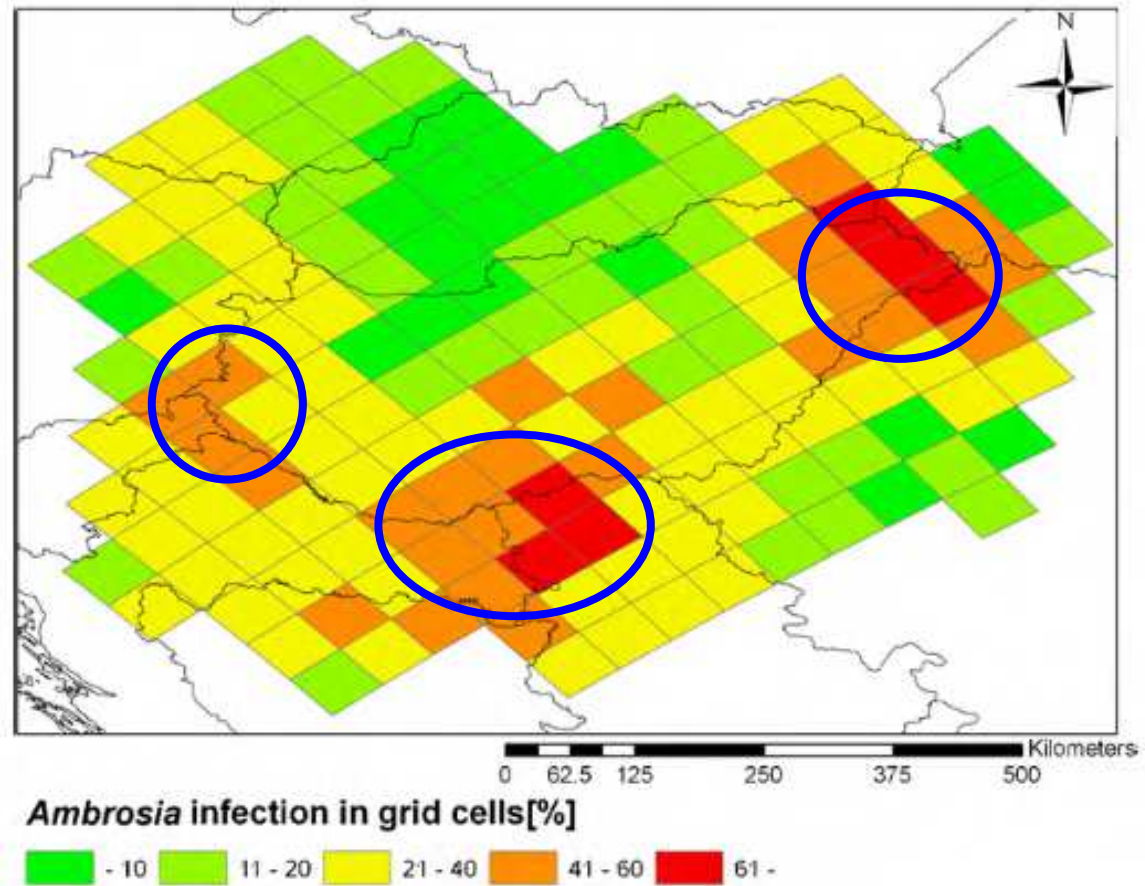 N
Kilometers
0 62.5 125 250 375 500
Ambrosia infection in grid cells[%]
- 10 11 - 20 21 - 40 41 - 60 61 -